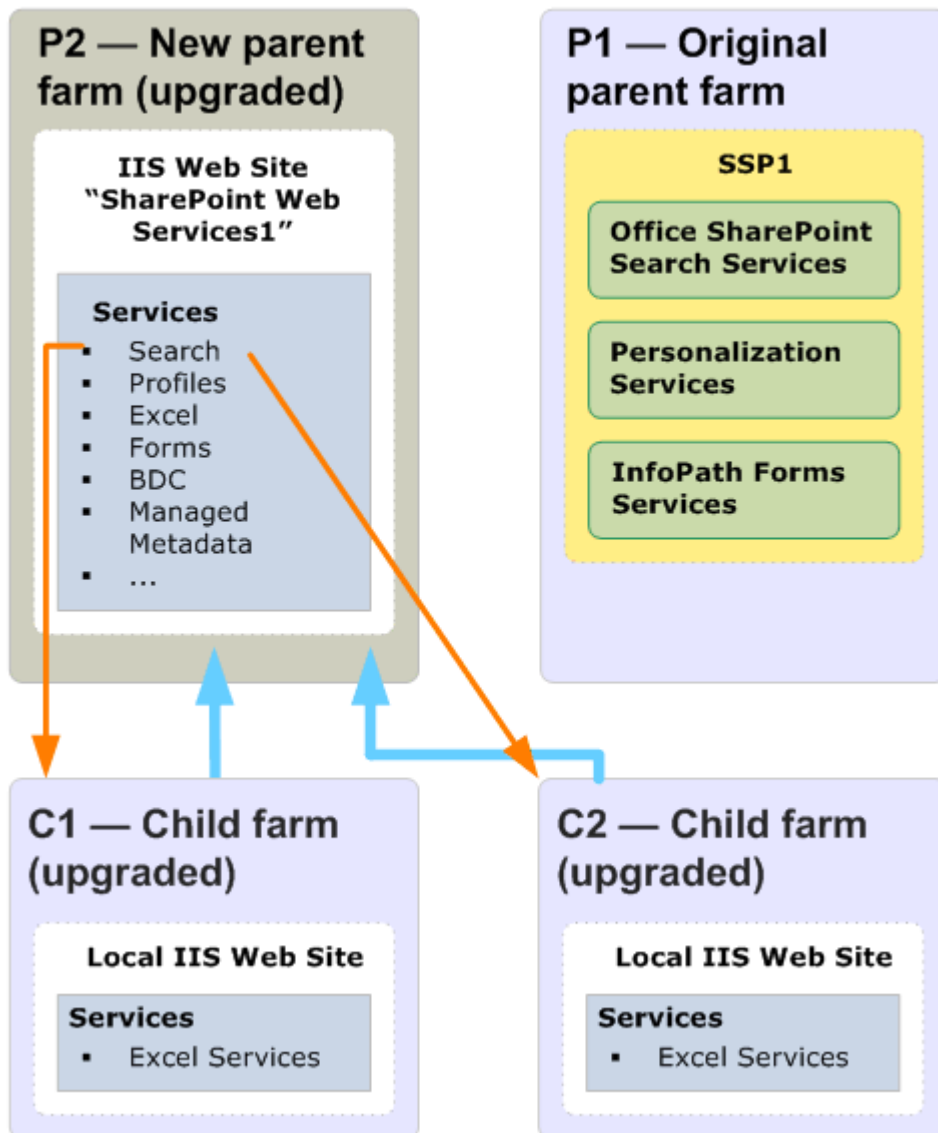 P2 — New parent
farm (upgraded)
IIS Web Site
“SharePoint Web
Services1”
Services
▪ Search
▪ Profiles
▪ Excel
▪ Forms
▪ BDC
▪ Managed
Metadata
▪ ...
P1 — Original
parent farm
SSP1
Office SharePoint
Search Services
Personalization
Services
InfoPath Forms
Services
C1 — Child farm
(upgraded)
Local IIS Web Site
Services
▪ Excel Services
C2 — Child farm
(upgraded)
Local IIS Web Site
Services
▪ Excel Services